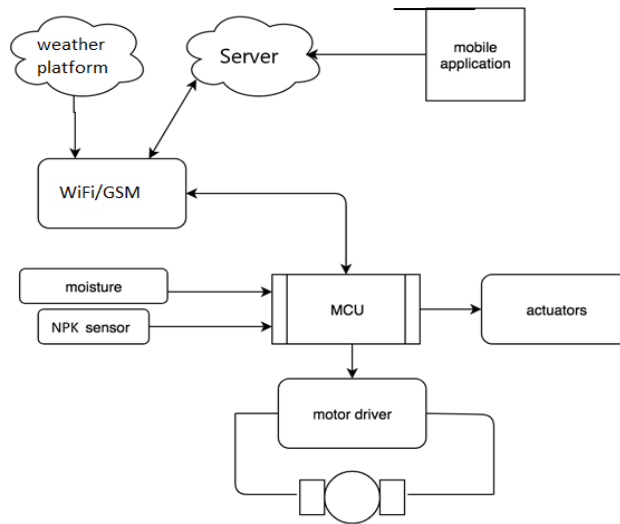 weather
platform
Server
mobile
application
WiFi/GSM
moisture
NPK sensor
MCU
actuators
motor driver